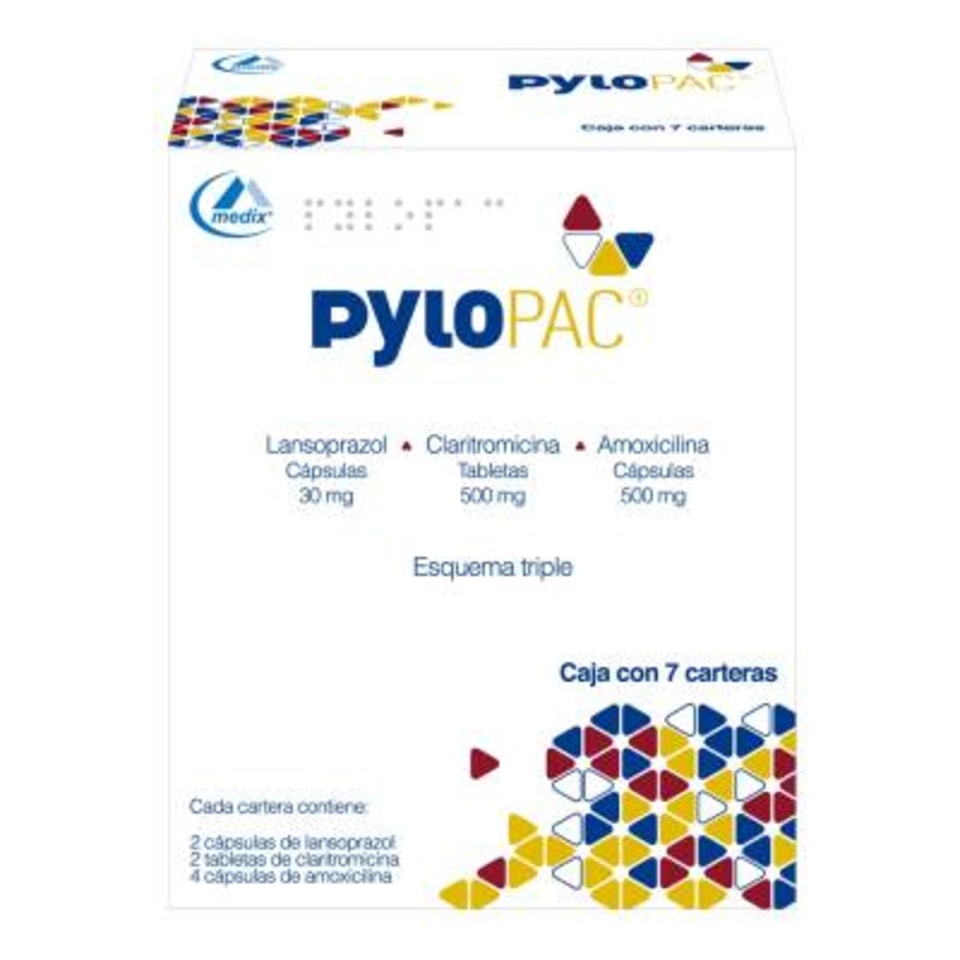 medix
PYLOPAC®
Caja con 7 carteras
medix®
PYLOPAC®
Lansoprazol Claritromicina Amoxicilina
Cápsulas Tabletas Cápsulas
30 mg 500 mg 500 mg
Esquema triple
Caja con 7 carteras
Cada cartera contiene:
2 cápsulas de lansoprazol
2 tabletas de claritromicina
4 cápsulas de amoxicilina